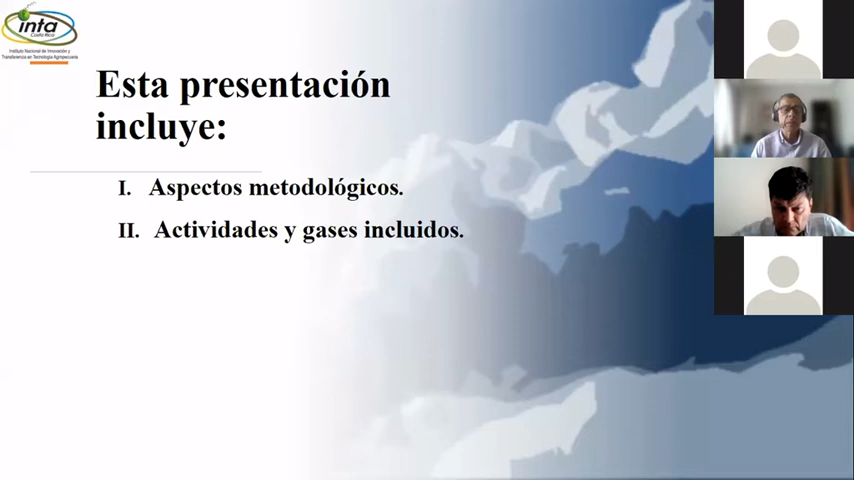 inta
Costa Rica
Instituto Nacional de Innovación y
Transferencia en Tecnología Agropecuaria
Esta presentación
incluye:
I. Aspectos metodológicos.
II. Actividades y gases incluidos.